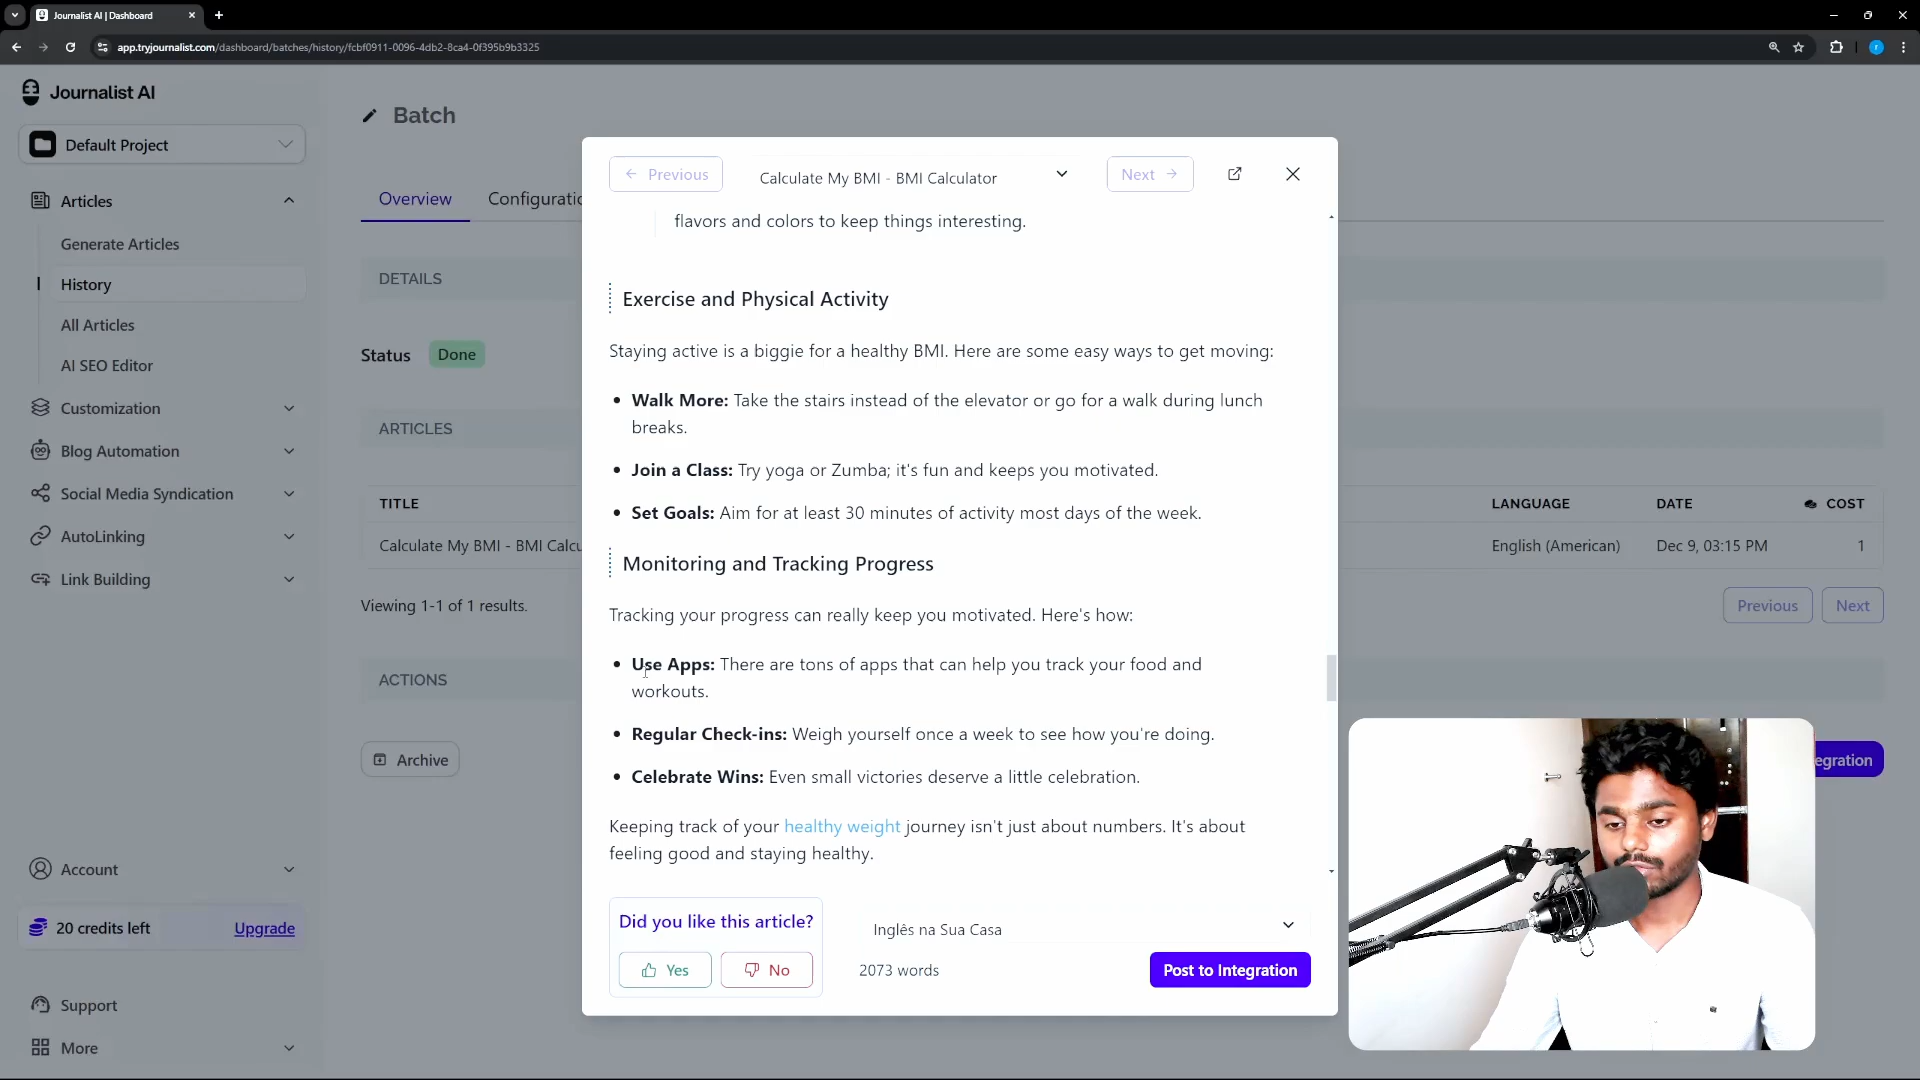 Journalist AI | Dashboard
app.tryjournalist.com/dashboard/batches/history/fcbf0911-0096-4db2-8ca4-0f395b9b3325
Journalist AI
Default Project
Articles
Generate Articles
History
All Articles
AI SEO Editor
Customization
Blog Automation
Social Media Syndication
AutoLinking
Link Building
Account
20 credits left
Upgrade
Support
More
Batch
Overview
Configuratio
DETAILS
Status
Done
ARTICLES
TITLE
LANGUAGE
DATE
COST
Calculate My BMI - BMI Calcu
English (American)
Dec 9, 03:15 PM
1
Viewing 1-1 of 1 results.
Previous
Next
ACTIONS
Archive
egration
Previous
Calculate My BMI - BMI Calculator
Next
flavors and colors to keep things interesting.
Exercise and Physical Activity
Staying active is a biggie for a healthy BMI. Here are some easy ways to get moving:
• Walk More: Take the stairs instead of the elevator or go for a walk during lunch
breaks.
• Join a Class: Try yoga or Zumba; it's fun and keeps you motivated.
• Set Goals: Aim for at least 30 minutes of activity most days of the week.
Monitoring and Tracking Progress
Tracking your progress can really keep you motivated. Here's how:
• Use Apps: There are tons of apps that can help you track your food and
workouts.
• Regular Check-ins: Weigh yourself once a week to see how you're doing.
• Celebrate Wins: Even small victories deserve a little celebration.
Keeping track of your healthy weight journey isn't just about numbers. It's about
feeling good and staying healthy.
Did you like this article?
Yes
No
Inglês na Sua Casa
2073 words
Post to Integration